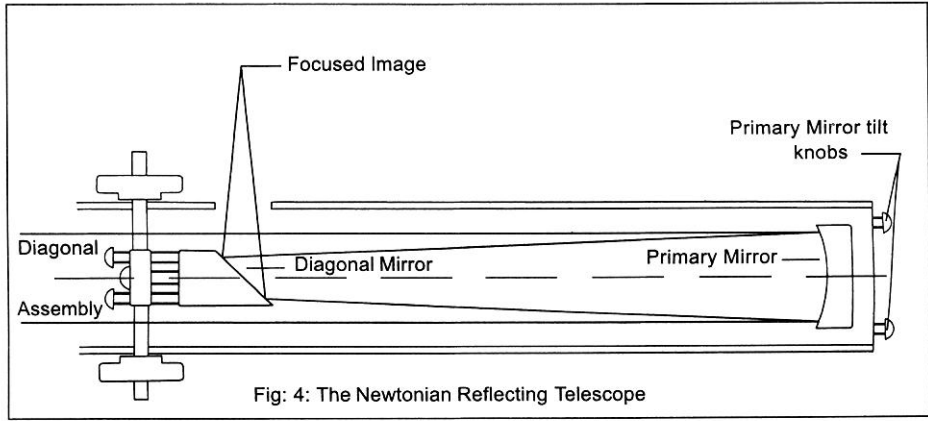 Focused Image
Primary Mirror tilt
knobs
Diagonal
Diagonal Mirror
Primary Mirror
Assembly
Fig: 4: The Newtonian Reflecting Telescope